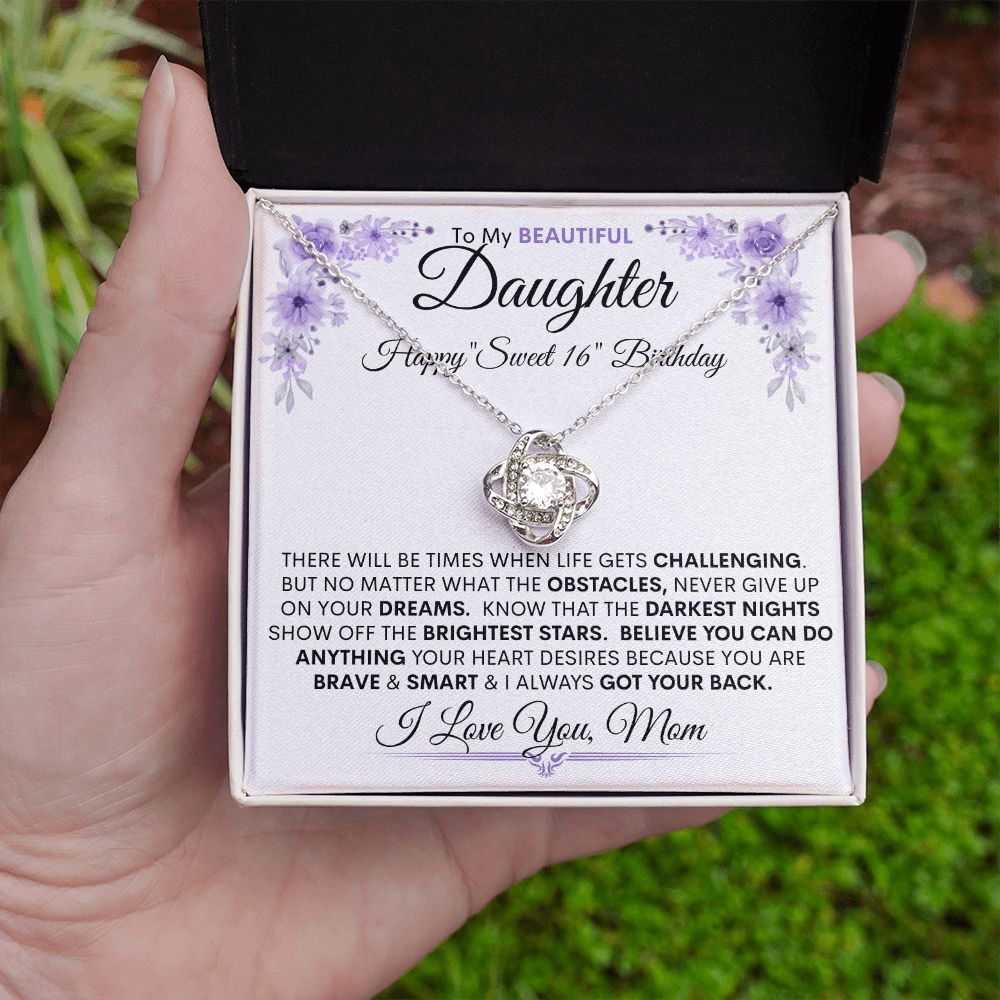 To My BEAUTIFUL
Daughter
Happy "Sweet 16" Birthday
THERE WILL BE TIMES WHEN LIFE GETS CHALLENGING.
BUT NO MATTER WHAT THE OBSTACLES, NEVER GIVE UP
ON YOUR DREAMS. KNOW THAT THE DARKEST NIGHTS
SHOW OFF THE BRIGHTEST STARS. BELIEVE YOU CAN DO
ANYTHING YOUR HEART DESIRES BECAUSE YOU ARE
BRAVE & SMART & I ALWAYS GOT YOUR BACK.
I Love You, Mom